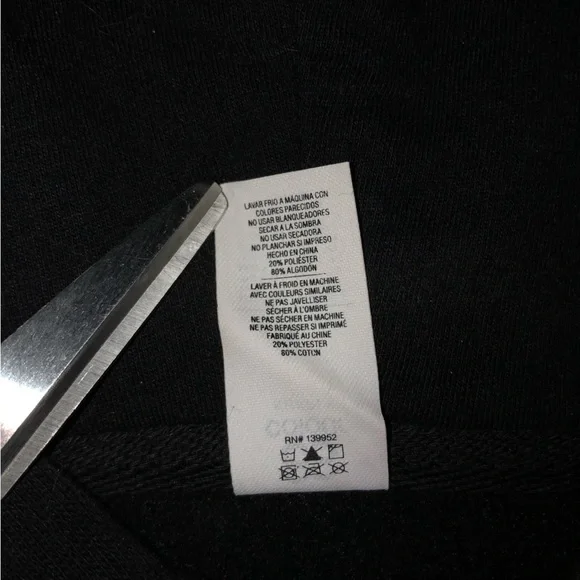 LAVAR FRIO A MÁQUINA CON
COLORES PARECIDOS
NO USAR BLANQUEADORES
SECAR A LA SOMBRA
NO USAR SECADORA
NO PLANCHAR SI IMPRESO
HECHO EN CHINA
20% POLIÉSTER
80% ALGODÓN
LAVER À FROID EN MACHINE
AVEC COULEURS SIMILAIRES
NE PAS JAVELLISER
SÉCHER À L'OMBRE
NE PAS SÉCHER EN MACHINE
NE PAS REPASSER SI IMPRIMÉ
FABRIQUÉ AU CHINE
20% POLYESTER
80% COTON
RN# 139952